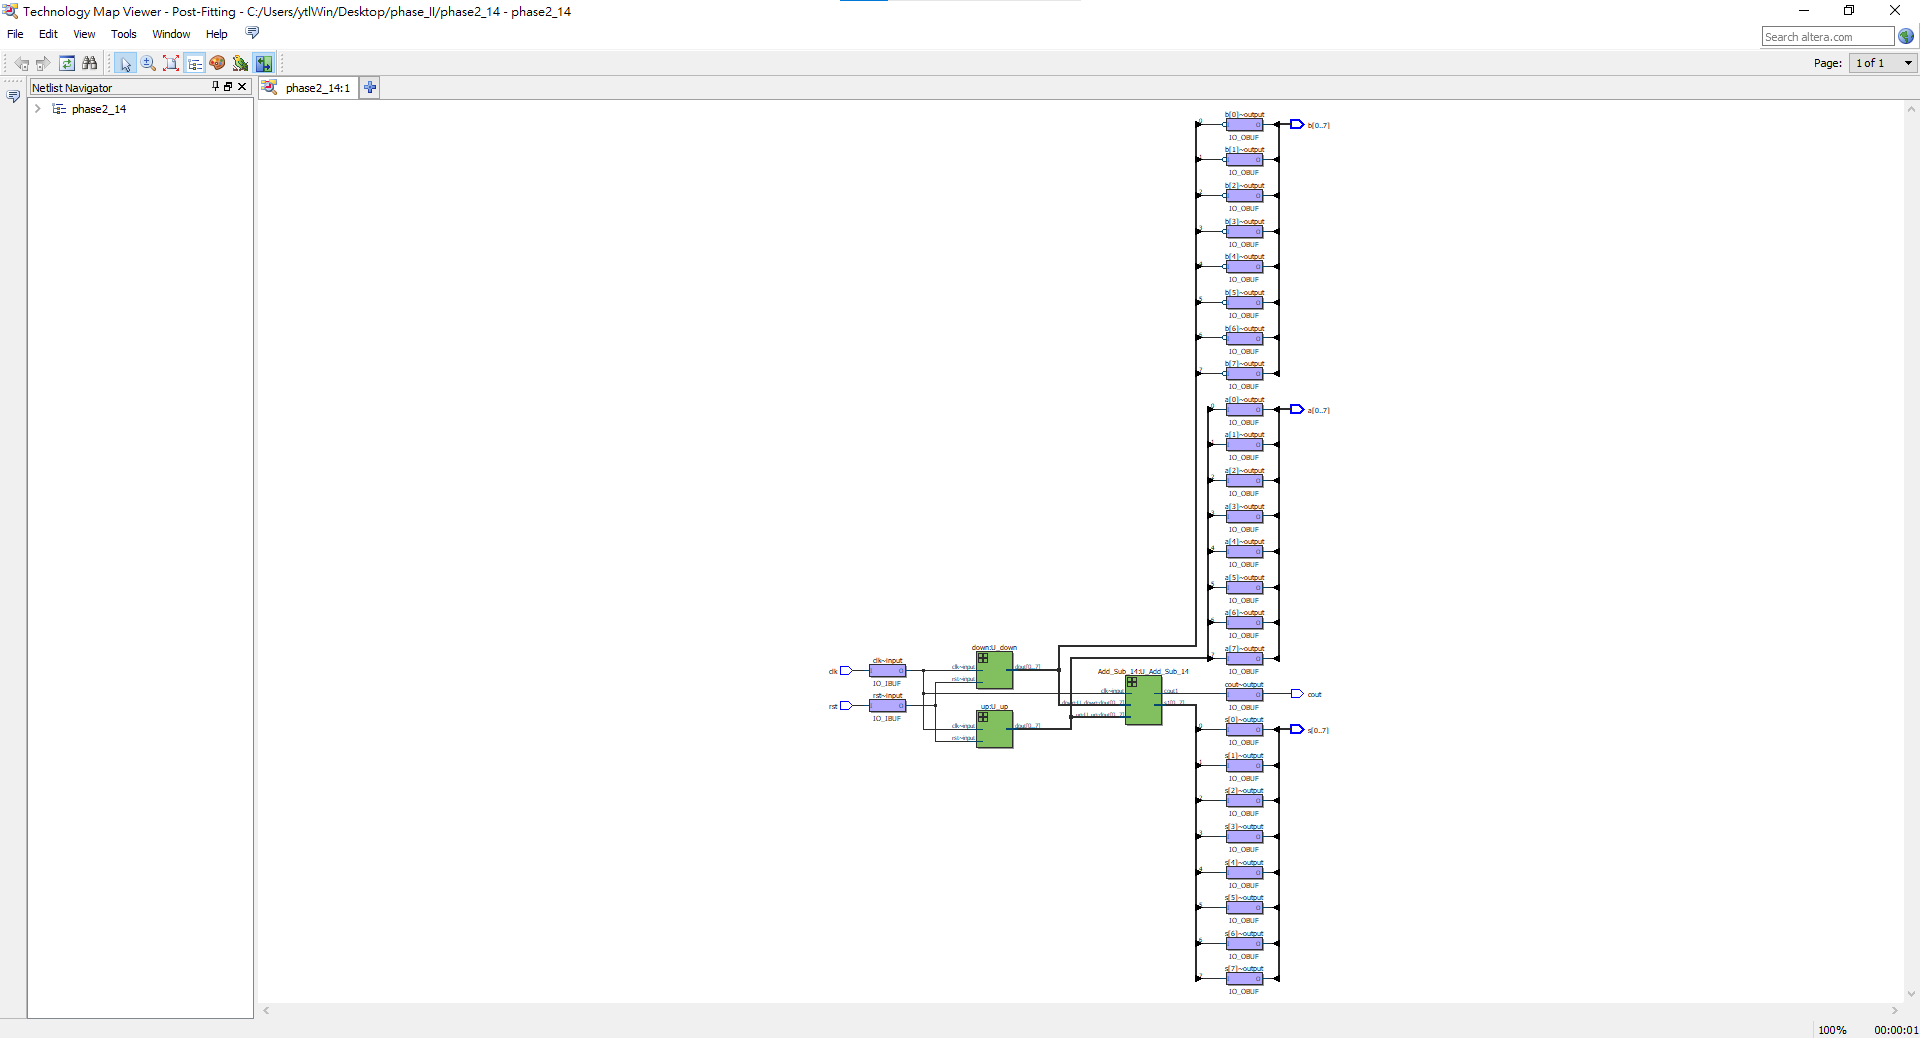 Technology Map Viewer - Post-Fitting - C:/Users/ytlWin/Desktop/phase_II/phase2_14 - phase2_14
File Edit View Tools Window Help
Search altera.com
Page: 1 of 1
Netlist Navigator
phase2_14:1
phase2_14
b[0]~output
b[0..7]
IO_OBUF
b[1]~output
IO_OBUF
b[2]~output
IO_OBUF
b[3]~output
IO_OBUF
b[4]~output
IO_OBUF
b[5]~output
IO_OBUF
b[6]~output
IO_OBUF
b[7]~output
IO_OBUF
a[0]~output
a[0..7]
IO_OBUF
a[1]~output
IO_OBUF
a[2]~output
IO_OBUF
a[3]~output
IO_OBUF
a[4]~output
IO_OBUF
a[5]~output
IO_OBUF
a[6]~output
IO_OBUF
a[7]~output
IO_OBUF
down:U_down
clk~input
clk
IO_IBUF
clk~input
rst~input
dout[0..7]
rst~input
rst
IO_IBUF
up:U_up
clk~input
rst~input
dout[0..7]
Add_Sub_14:U_Add_Sub_14
clk~input
cout1
s1[0..7]
cout~output
cout
IO_OBUF
s[0]~output
s[0..7]
IO_OBUF
s[1]~output
IO_OBUF
s[2]~output
IO_OBUF
s[3]~output
IO_OBUF
s[4]~output
IO_OBUF
s[5]~output
IO_OBUF
s[6]~output
IO_OBUF
s[7]~output
IO_OBUF
100% 00:00:01